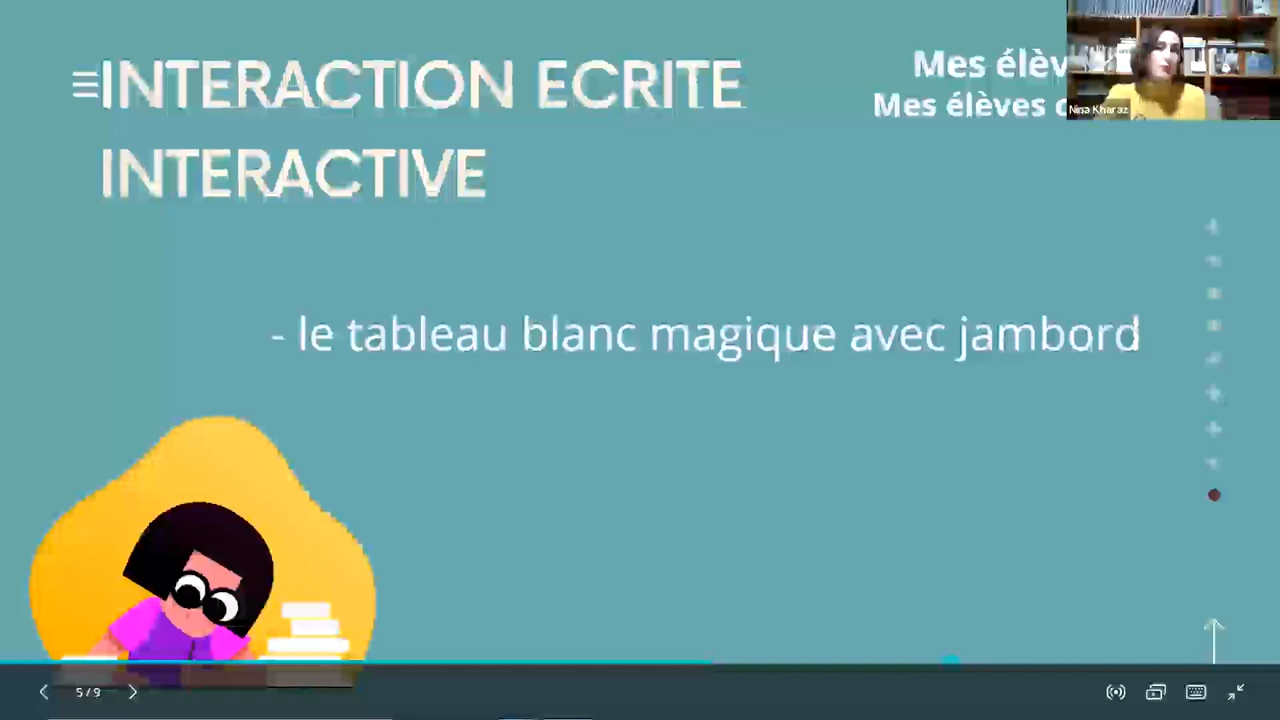 INTERACTION ECRITE
INTERACTIVE
Mes élèv
Mes élèves
Nina Kharaz
- le tableau blanc magique avec jambord
5 / 9